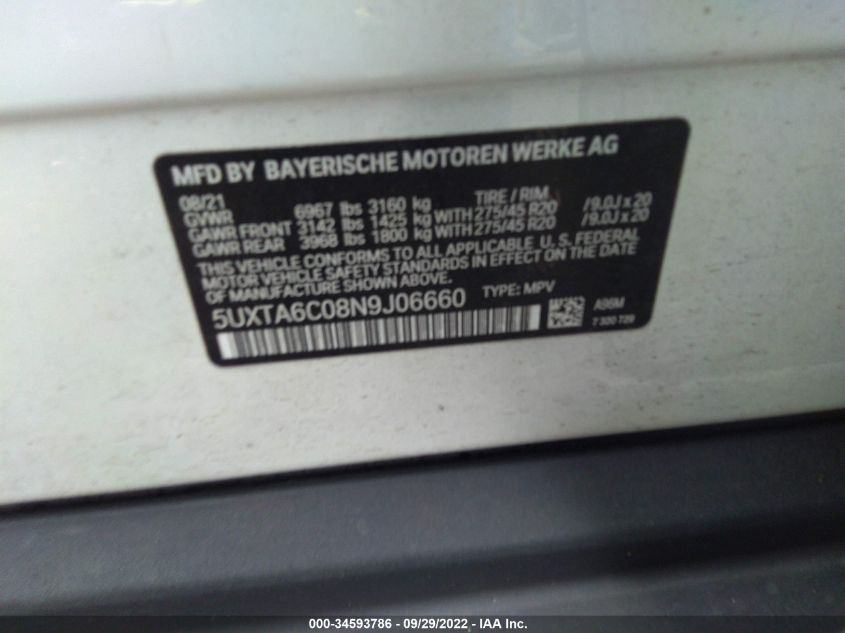 MFD BY BAYERISCHE MOTOREN WERKE AG
08/21 TIRE / RIM
GVWR 6967 lbs 3160 kg
GAWR FRONT 3142 lbs 1425 kg WITH 275/45 R20 /9.0J x 20
GAWR REAR 3968 lbs 1800 kg WITH 275/45 R20 /9.0J x 20
THIS VEHICLE CONFORMS TO ALL APPLICABLE U. S. FEDERAL
MOTOR VEHICLE SAFETY STANDARDS IN EFFECT ON THE DATE
OF MANUFACTURE SHOWN ABOVE.
5UXTA6C08N9J06660 TYPE: MPV
A96M
7 320 729
000-34593786 - 09/29/2022 - IAA Inc.